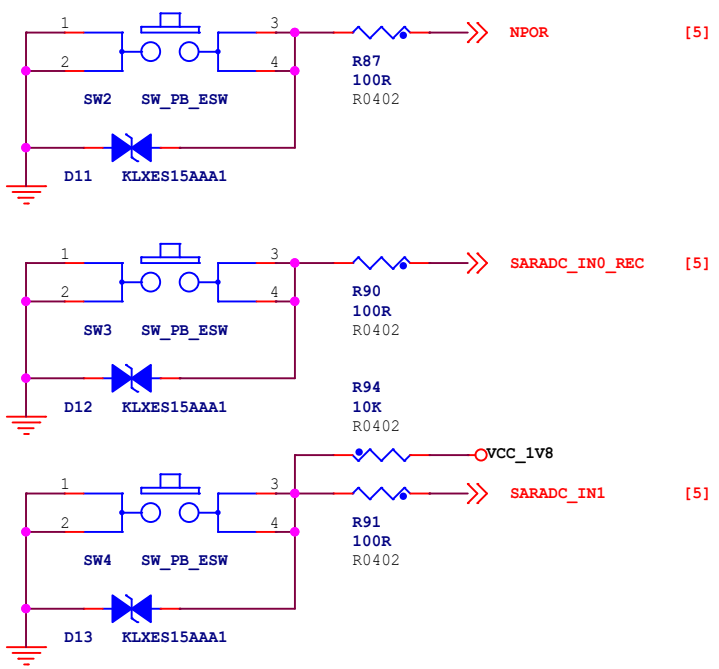 1 3
NPOR [5]
2 4
R87
100R
R0402
SW2 SW_PB_ESW
D11 KLXES15AAA1
1 3
SARADC_IN0_REC [5]
2 4
R90
100R
R0402
SW3 SW_PB_ESW
R94
10K
R0402
D12 KLXES15AAA1
VCC_1V8
1 3
SARADC_IN1 [5]
2 4
R91
100R
R0402
SW4 SW_PB_ESW
D13 KLXES15AAA1